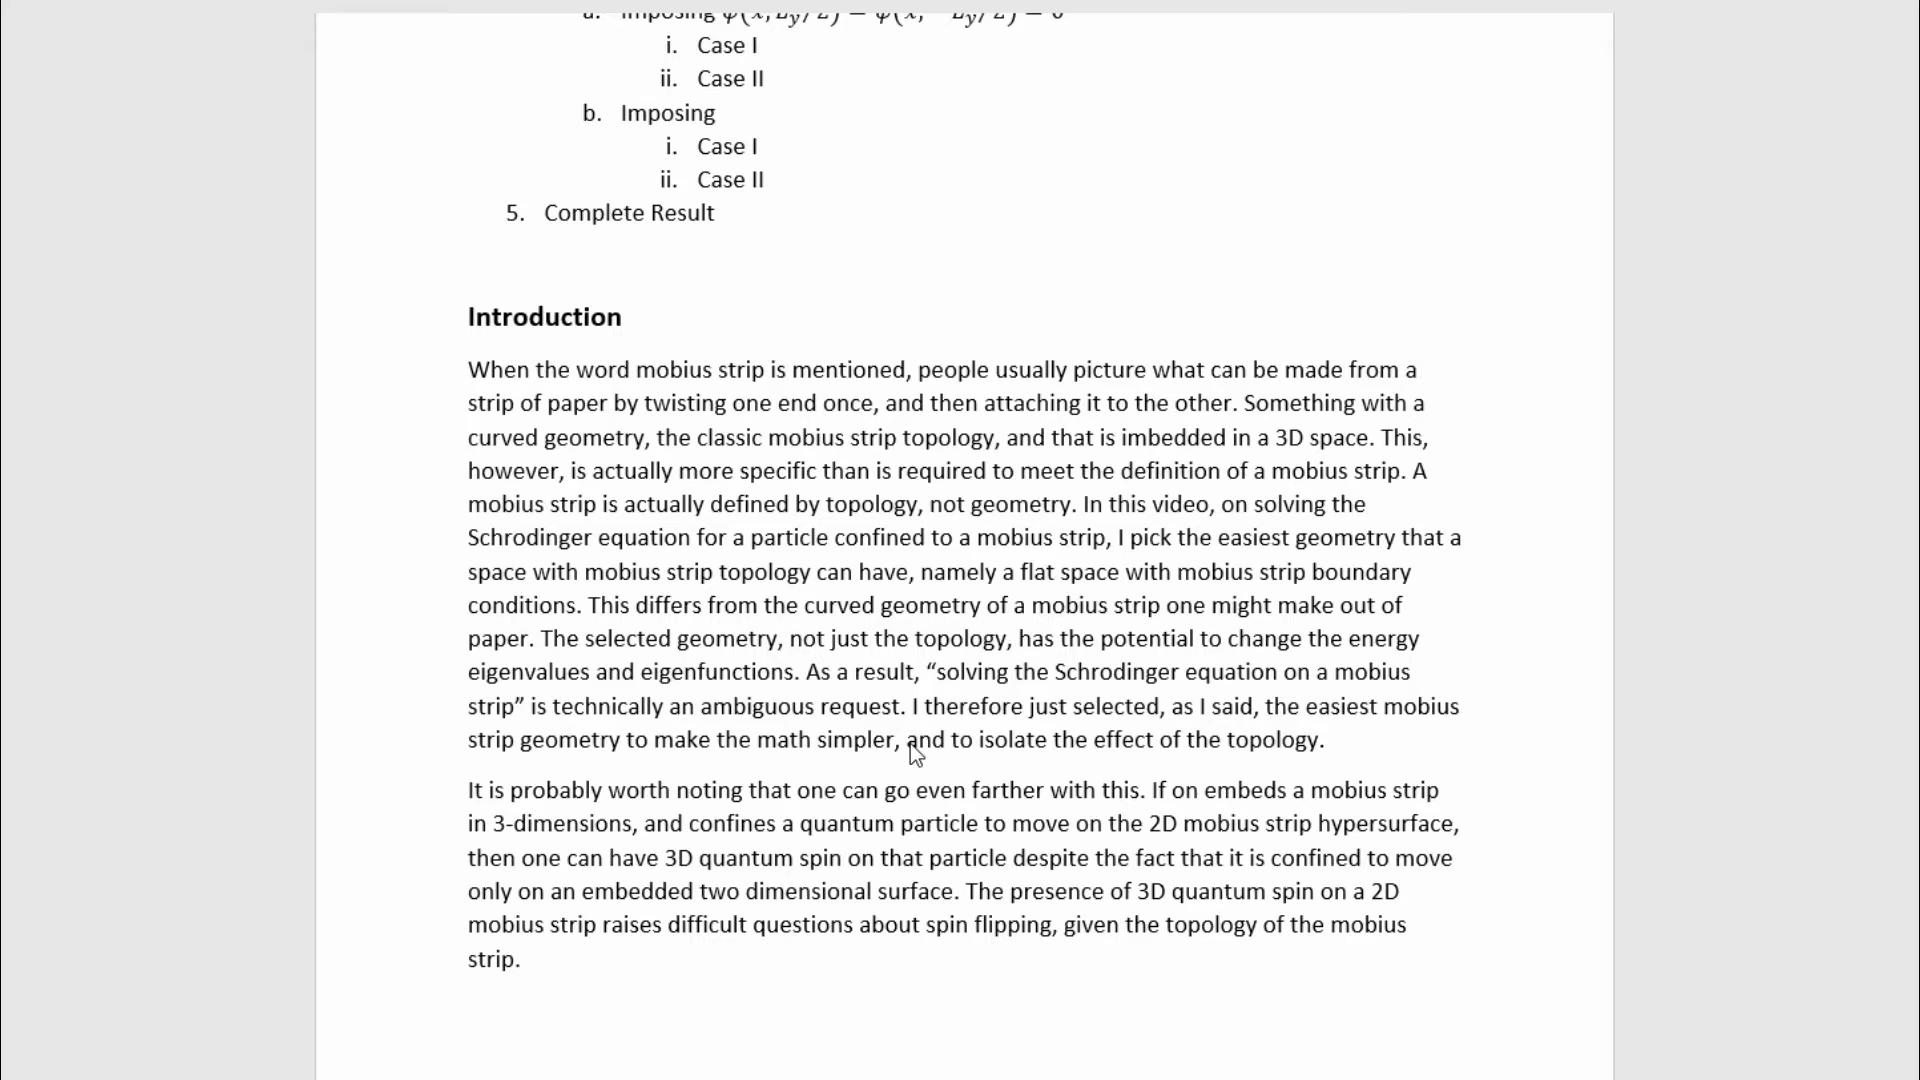 a. Imposing ψ(x, Ly/2) = ψ(x, −Ly/2) = 0
i. Case I
ii. Case II
b. Imposing
i. Case I
ii. Case II
5. Complete Result
Introduction
When the word mobius strip is mentioned, people usually picture what can be made from a
strip of paper by twisting one end once, and then attaching it to the other. Something with a
curved geometry, the classic mobius strip topology, and that is imbedded in a 3D space. This,
however, is actually more specific than is required to meet the definition of a mobius strip. A
mobius strip is actually defined by topology, not geometry. In this video, on solving the
Schrodinger equation for a particle confined to a mobius strip, I pick the easiest geometry that a
space with mobius strip topology can have, namely a flat space with mobius strip boundary
conditions. This differs from the curved geometry of a mobius strip one might make out of
paper. The selected geometry, not just the topology, has the potential to change the energy
eigenvalues and eigenfunctions. As a result, “solving the Schrodinger equation on a mobius
strip” is technically an ambiguous request. I therefore just selected, as I said, the easiest mobius
strip geometry to make the math simpler, and to isolate the effect of the topology.
It is probably worth noting that one can go even farther with this. If on embeds a mobius strip
in 3-dimensions, and confines a quantum particle to move on the 2D mobius strip hypersurface,
then one can have 3D quantum spin on that particle despite the fact that it is confined to move
only on an embedded two dimensional surface. The presence of 3D quantum spin on a 2D
mobius strip raises difficult questions about spin flipping, given the topology of the mobius
strip.